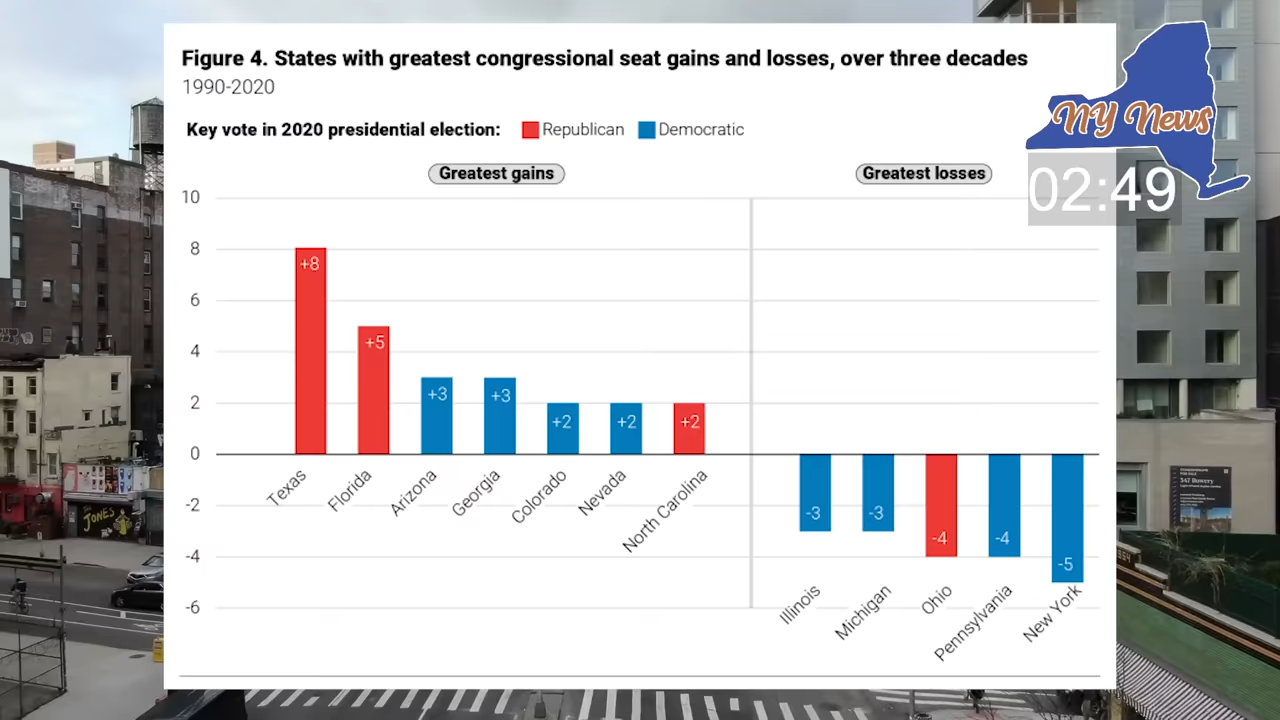 Figure 4. States with greatest congressional seat gains and losses, over three decades
1990-2020
Key vote in 2020 presidential election: Republican Democratic
Greatest gains Greatest losses
NY News
02:49
10
8
6
4
2
0
-2
-4
-6
+8
+5
+3
+3
+2
+2
+2
-3
-3
-4
-4
-5
Texas
Florida
Arizona
Georgia
Colorado
Nevada
North Carolina
Illinois
Michigan
Ohio
Pennsylvania
New York
JONES
347 Bowery